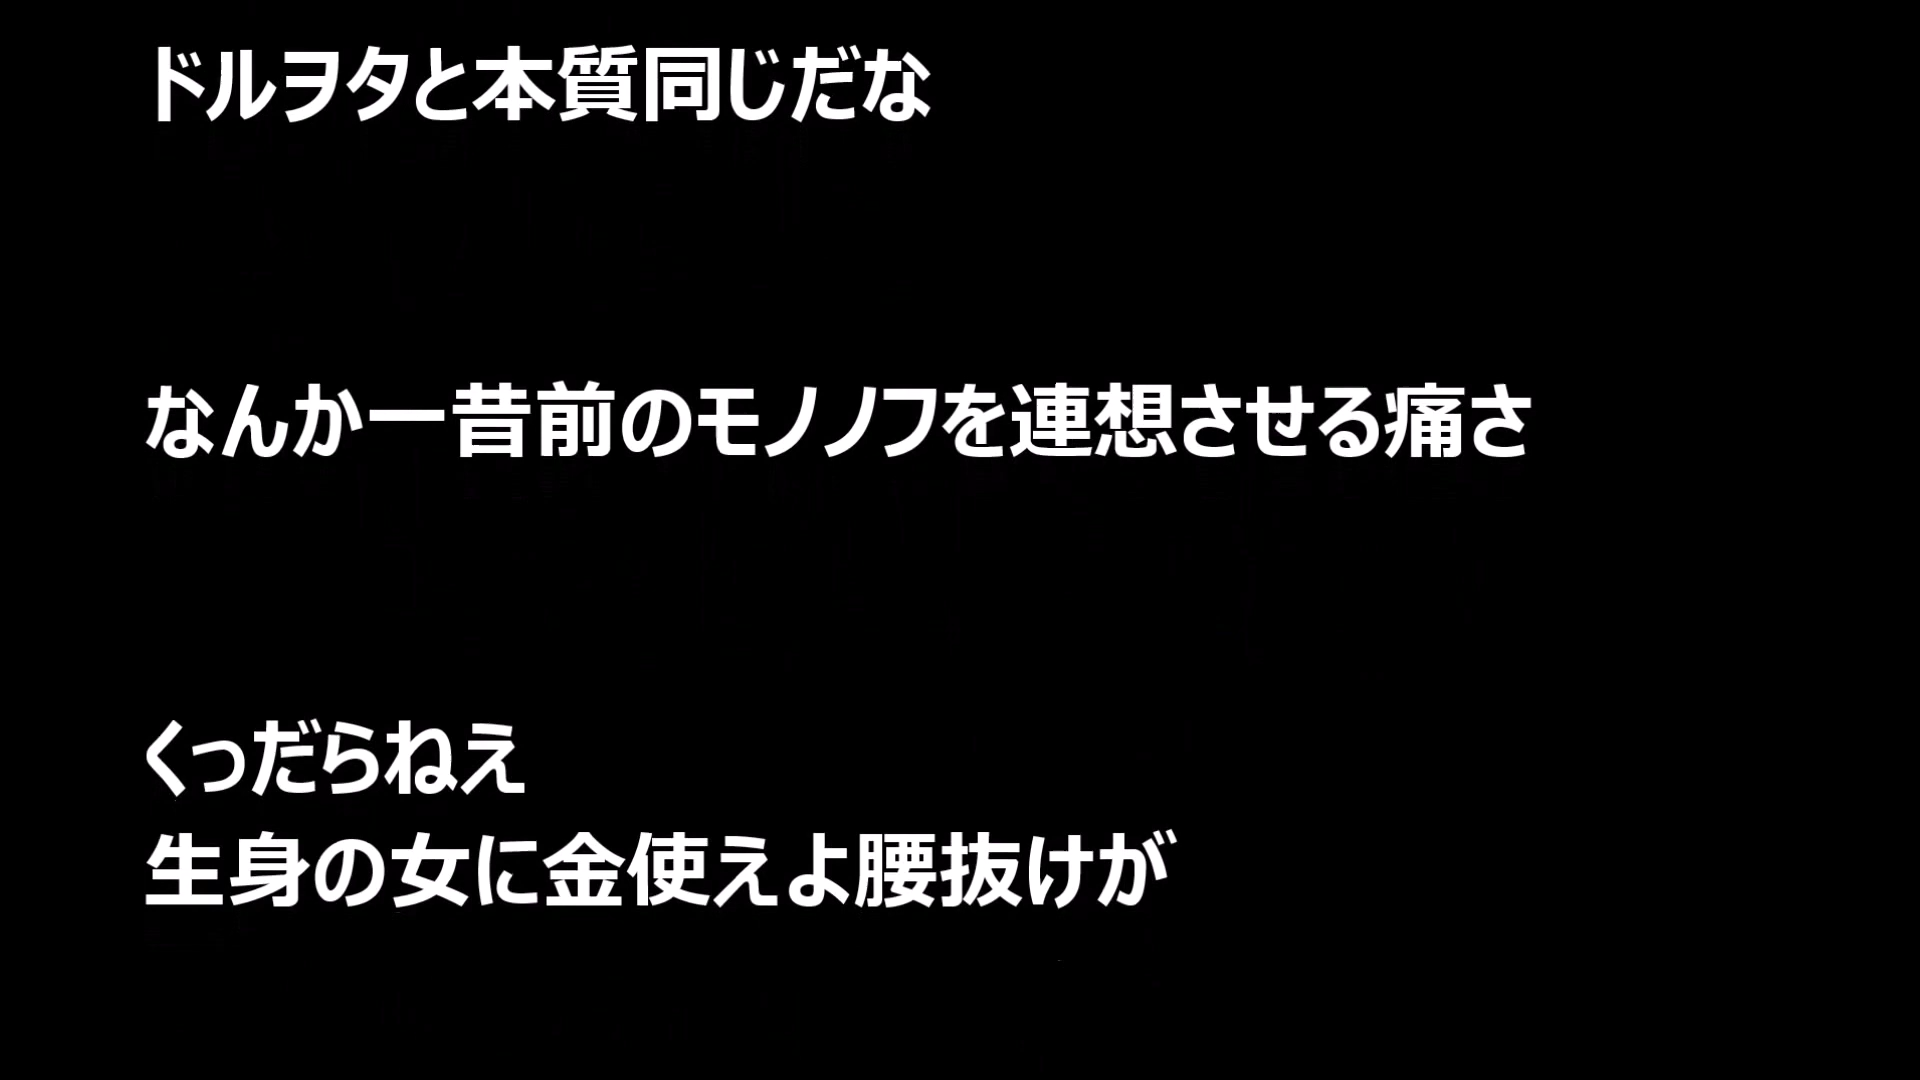 ドルヲタと本質同じだな
なんか一昔前のモノノフを連想させる痛さ
くっだらねえ
生身の女に金使えよ腰抜けが